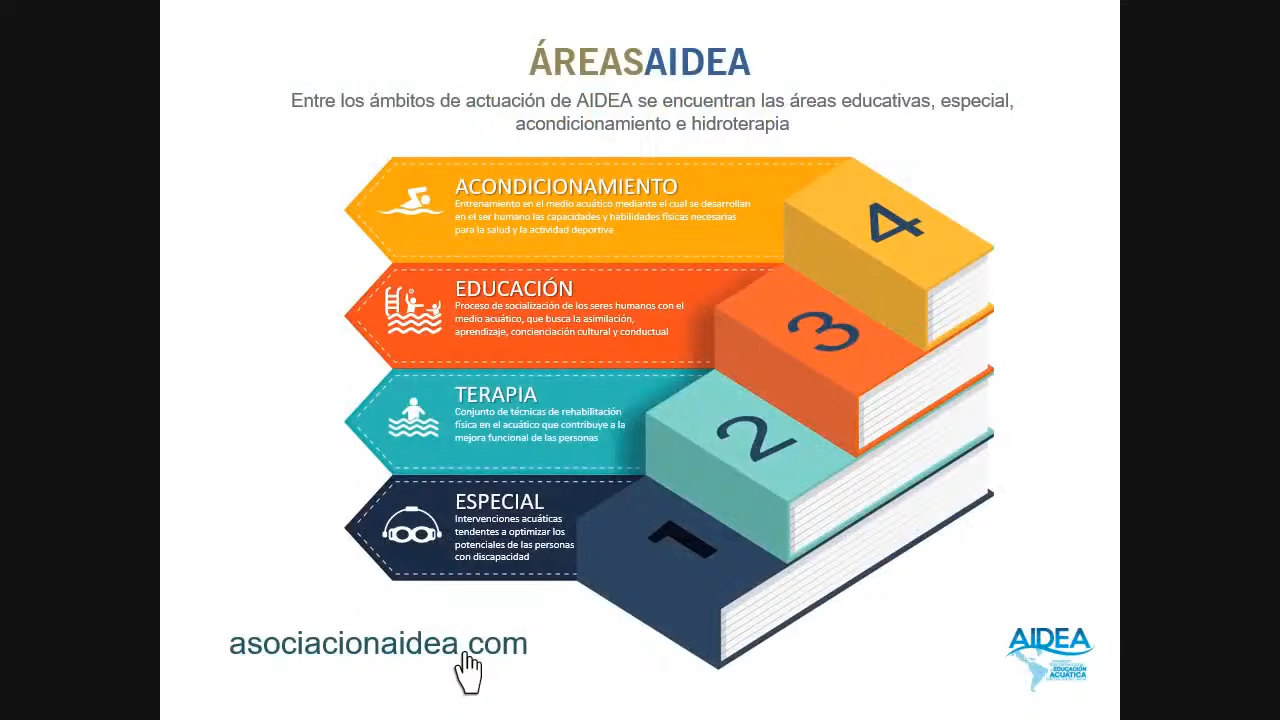 ÁREASAIDEA
Entre los ámbitos de actuación de AIDEA se encuentran las áreas educativas, especial,
acondicionamiento e hidroterapia
ACONDICIONAMIENTO
Entrenamiento en el medio acuático mediante el cual se desarrollan
en el ser humano las capacidades y habilidades físicas necesarias
para la salud y la actividad deportiva
4
EDUCACIÓN
Proceso de socialización de los seres humanos con el
medio acuático, que busca la asimilación,
aprendizaje, concienciación cultural y conductual
3
TERAPIA
Conjunto de técnicas de rehabilitación
física en el acuático que contribuye a la
mejora funcional de las personas
2
ESPECIAL
Intervenciones acuáticas
tendentes a optimizar los
potenciales de las personas
con discapacidad
1
asociacionaidea.com
AIDEA
EDUCACIÓN
ACUÁTICA